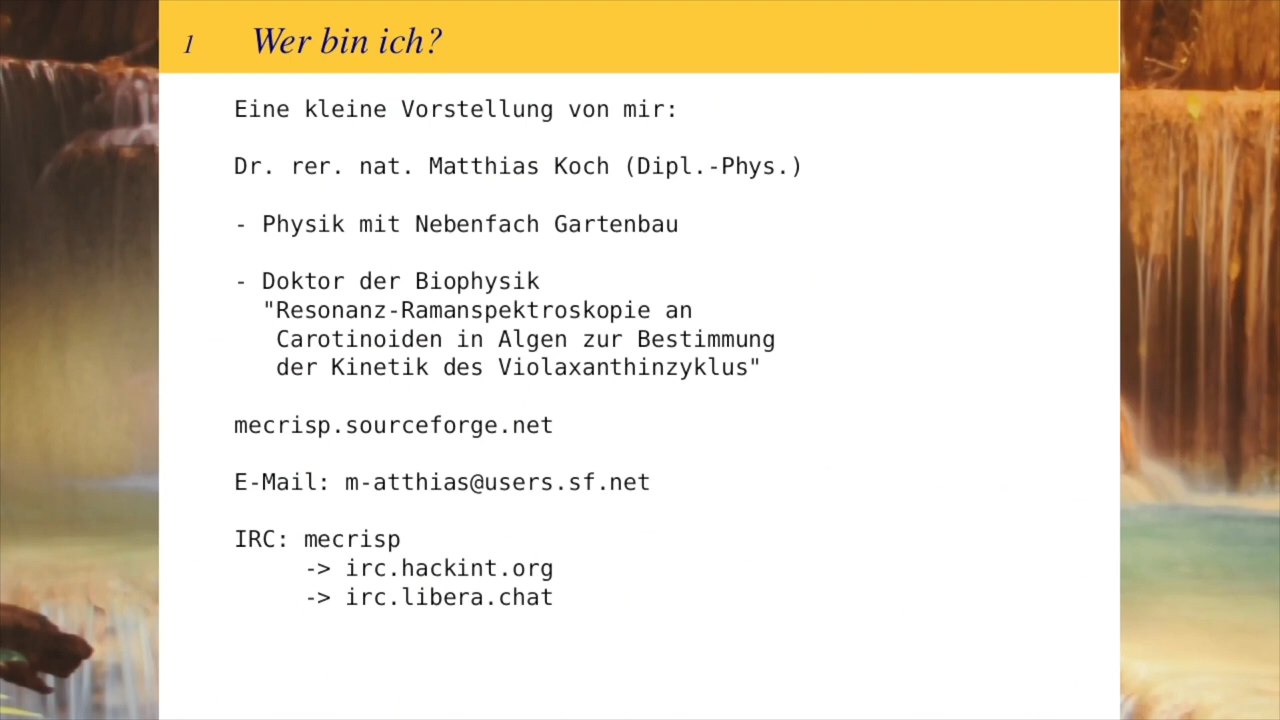 1 Wer bin ich?
Eine kleine Vorstellung von mir:
Dr. rer. nat. Matthias Koch (Dipl.-Phys.)
- Physik mit Nebenfach Gartenbau
- Doktor der Biophysik
"Resonanz-Ramanspektroskopie an
Carotinoiden in Algen zur Bestimmung
der Kinetik des Violaxanthinzyklus"
mecrisp.sourceforge.net
E-Mail: m-atthias@users.sf.net
IRC: mecrisp
-> irc.hackint.org
-> irc.libera.chat